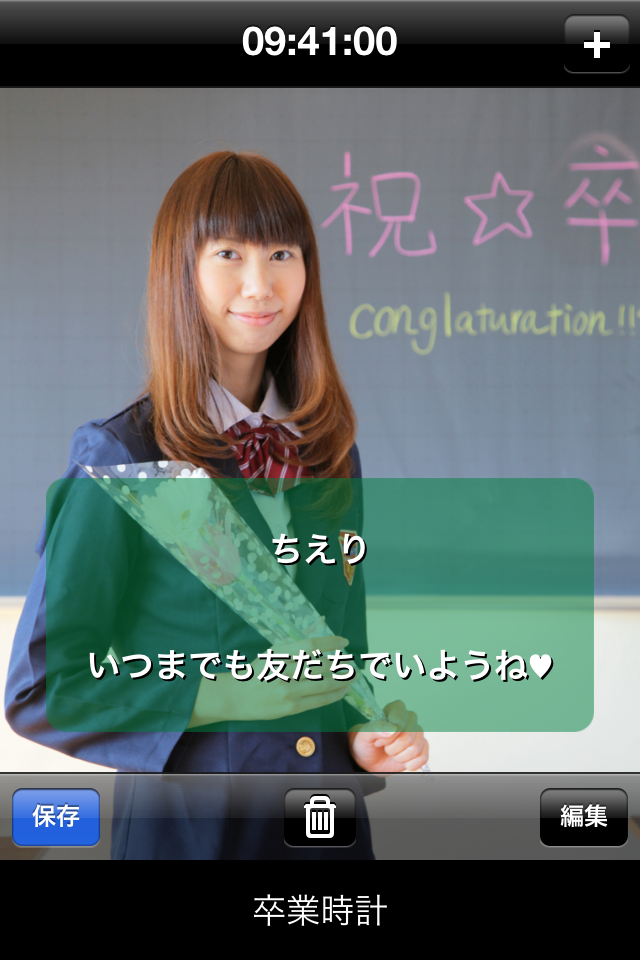 09:41:00
祝☆卒
conglaturation!!!
ちえり
いつまでも友だちでいようね♥
保存
編集
卒業時計